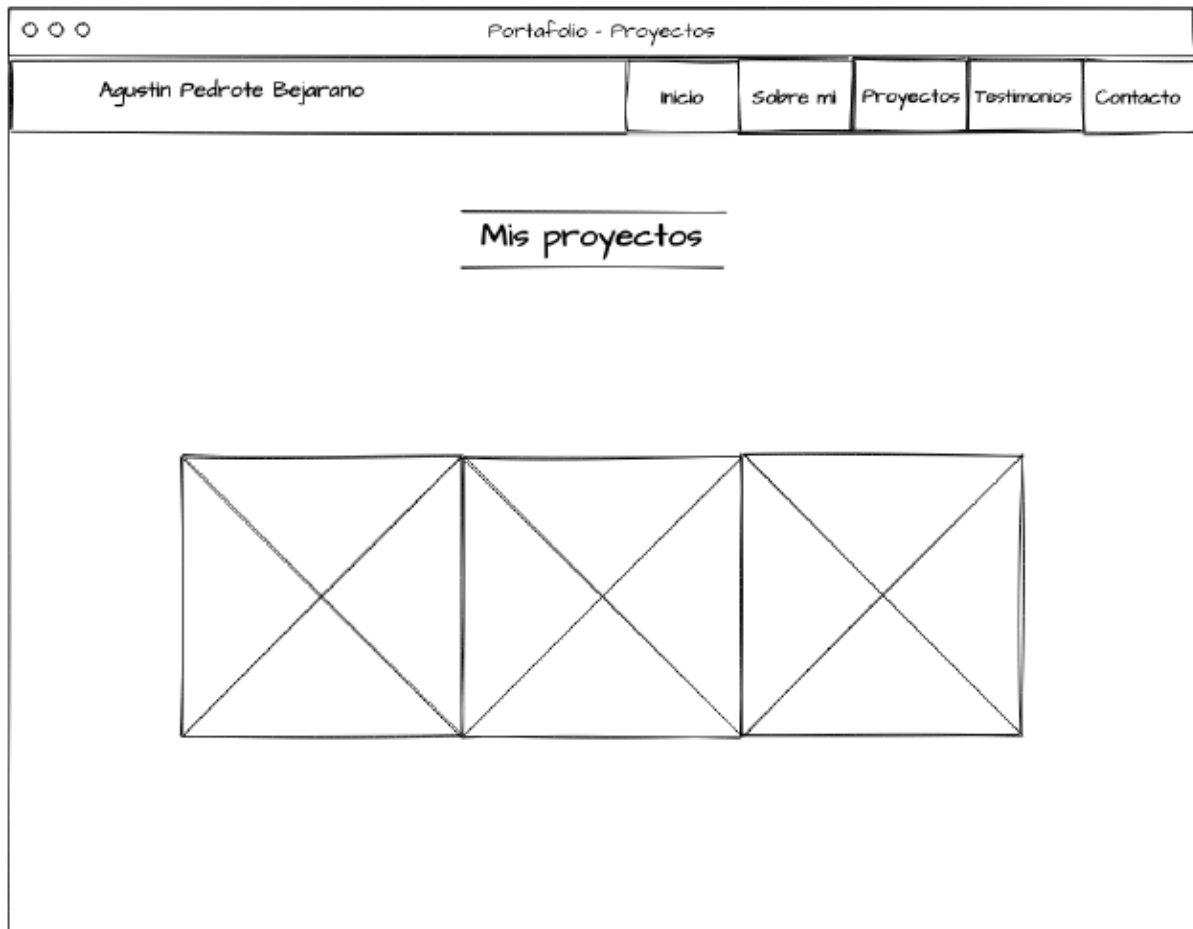 Portafolio - Proyectos
Agustin Pedrote Bejarano
Inicio
Sobre mi
Proyectos
Testimonios
Contacto
Mis proyectos